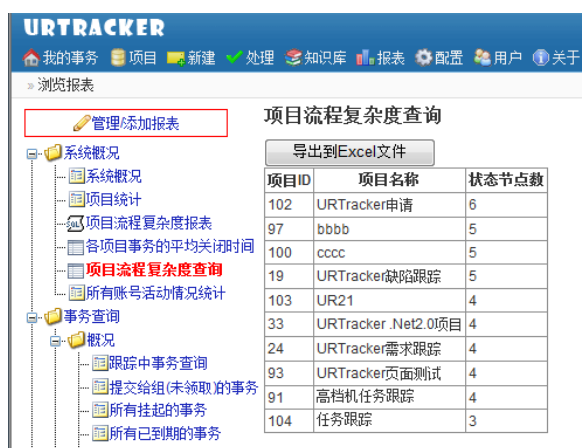 URTRACKER
我的事务 项目 新建 处理 知识库 报表 配置 用户 关于
» 浏览报表
管理/添加报表
系统概况
系统概况
项目统计
项目流程复杂度报表
各项目事务的平均关闭时间
项目流程复杂度查询
所有账号活动情况统计
事务查询
概况
跟踪中事务查询
提交给组(未领取)的事务
所有挂起的事务
所有已到期的事务
项目流程复杂度查询
导出到Excel文件
项目ID 项目名称 状态节点数
102 URTracker申请 6
97 bbbb 5
100 cccc 5
19 URTracker缺陷跟踪 5
103 UR21 4
33 URTracker .Net2.0项目 4
24 URTracker需求跟踪 4
93 URTracker页面测试 4
91 高档机任务跟踪 4
104 任务跟踪 3